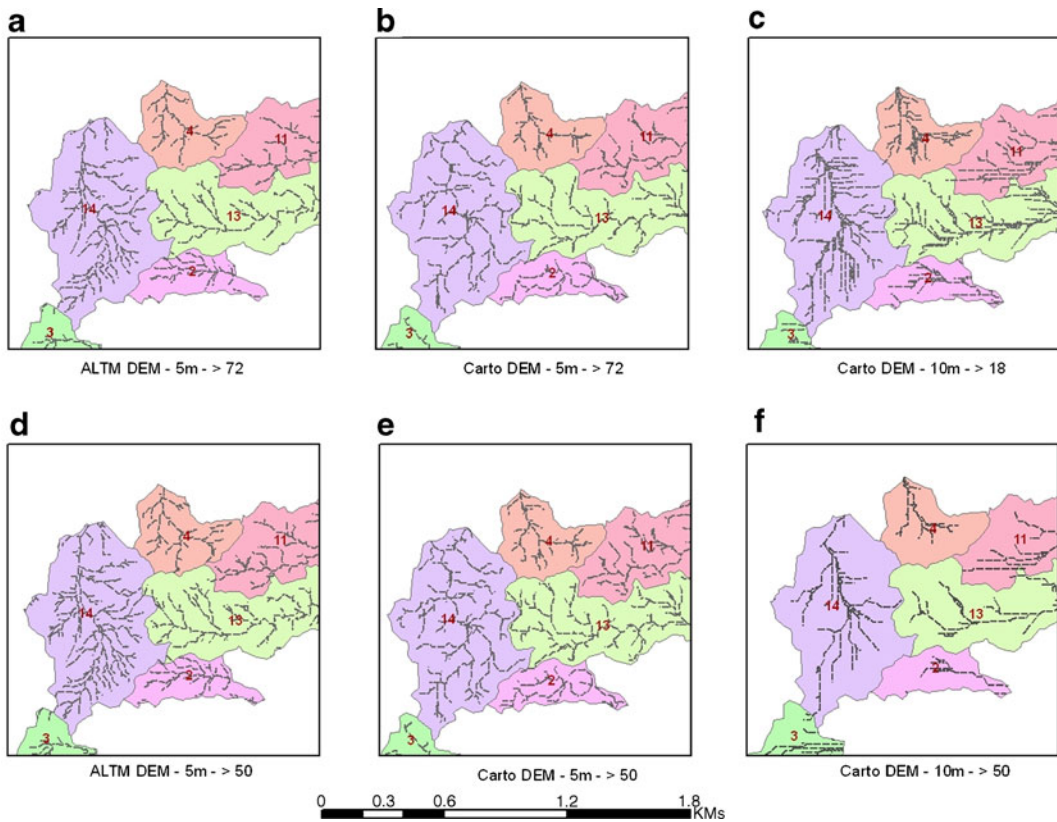 a
b
c
4
11
14
13
2
3
4
11
14
13
2
3
4
11
14
13
2
3
ALTM DEM - 5m - > 72
Carto DEM - 5m - > 72
Carto DEM - 10m - > 18
d
e
f
4
11
14
13
2
3
4
11
14
13
2
3
4
11
14
13
2
3
ALTM DEM - 5m - > 50
Carto DEM - 5m - > 50
Carto DEM - 10m - > 50
0 0.3 0.6 1.2 1.8
KMs